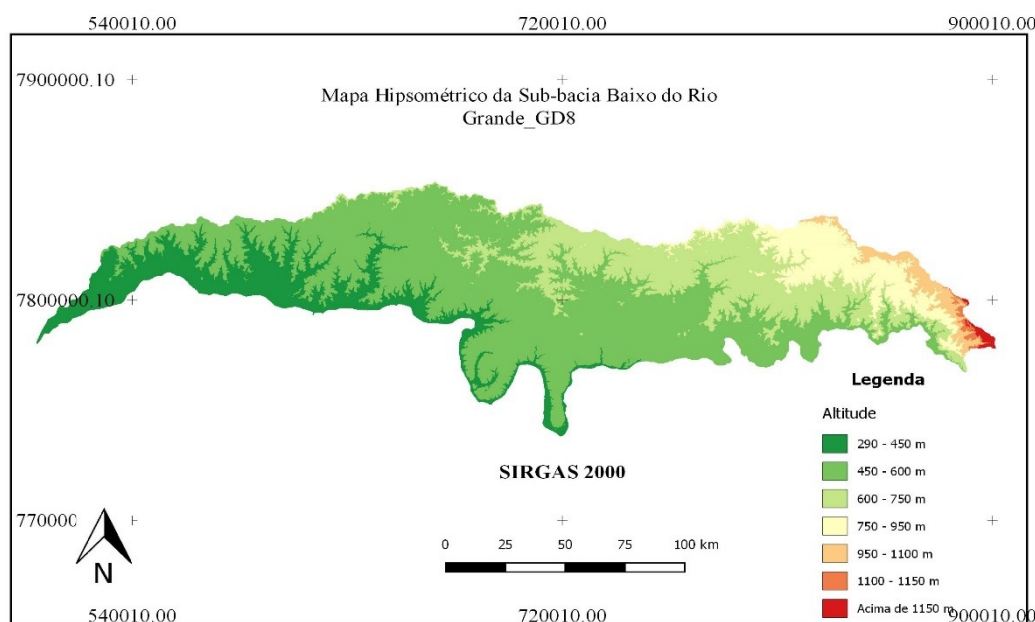 540010.00 720010.00 900010.00
7900000.10
Mapa Hipsométrico da Sub-bacia Baixo do Rio
Grande_GD8
7800000.10
Legenda
Altitude
290 - 450 m
450 - 600 m
600 - 750 m
750 - 950 m
950 - 1100 m
1100 - 1150 m
Acima de 1150 m
SIRGAS 2000
770000
0 25 50 75 100 km
N
540010.00 720010.00 900010.00